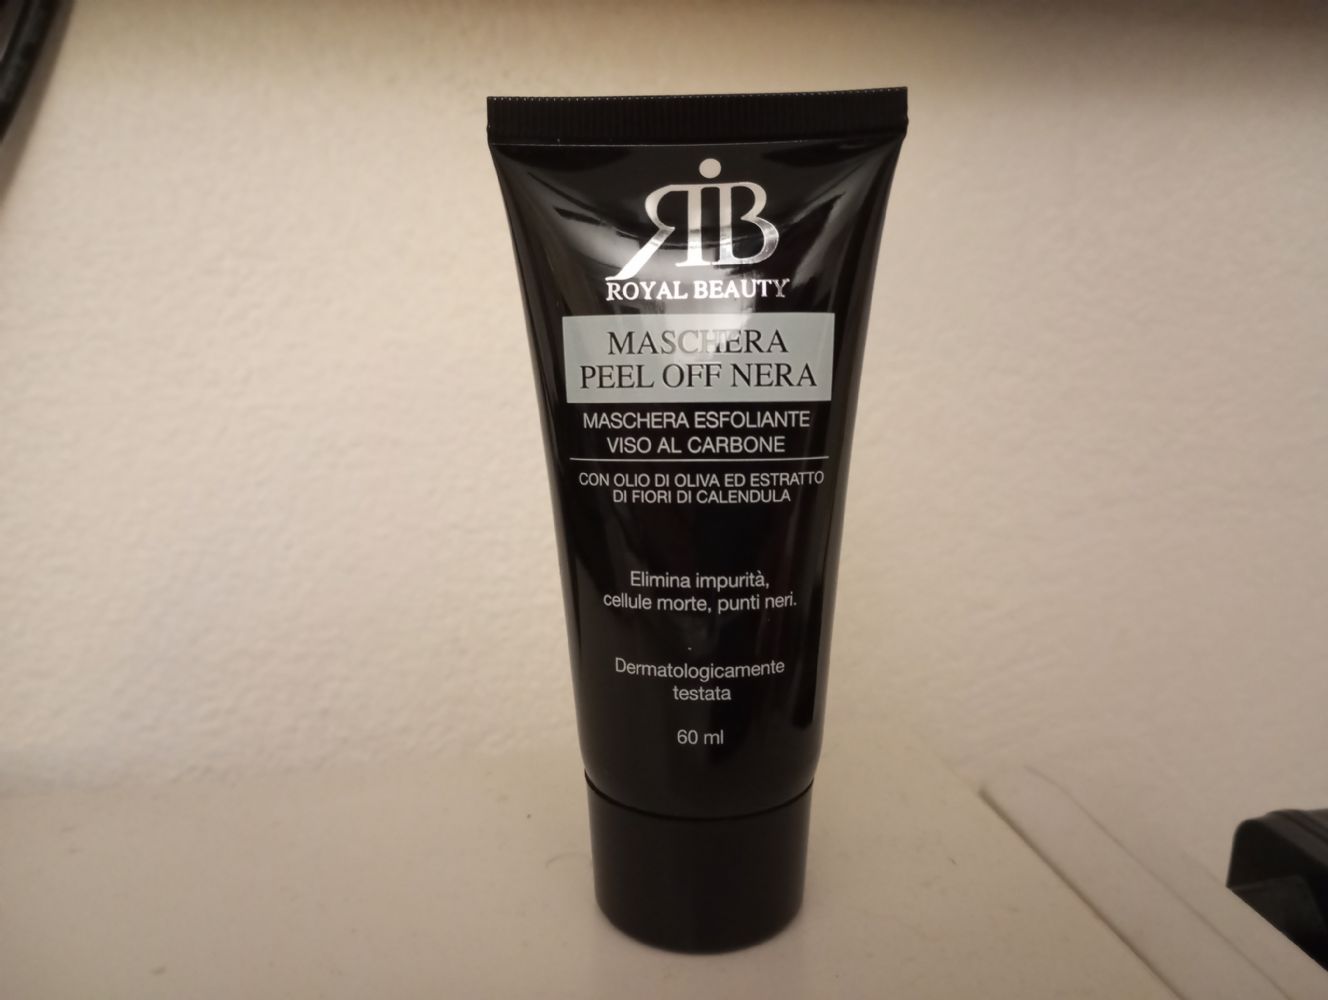 RB
ROYAL BEAUTY
MASCHERA
PEEL OFF NERA
MASCHERA ESFOLIANTE
VISO AL CARBONE
CON OLIO DI OLIVA ED ESTRATTO
DI FIORI DI CALENDULA
Elimina impurità,
cellule morte, punti neri.
Dermatologicamente
testata
60 ml